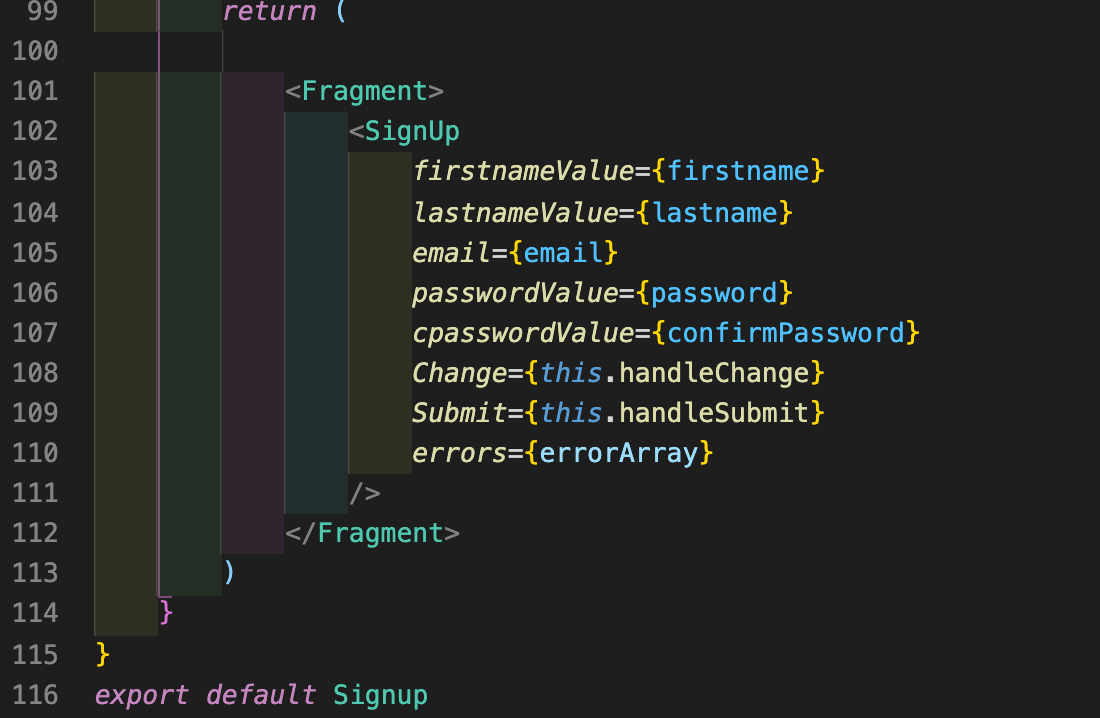 99 return (
100
101 <Fragment>
102 <SignUp
103 firstnameValue={firstname}
104 lastnameValue={lastname}
105 email={email}
106 passwordValue={password}
107 cpasswordValue={confirmPassword}
108 Change={this.handleChange}
109 Submit={this.handleSubmit}
110 errors={errorArray}
111 />
112 </Fragment>
113 )
114 }
115 }
116 export default Signup